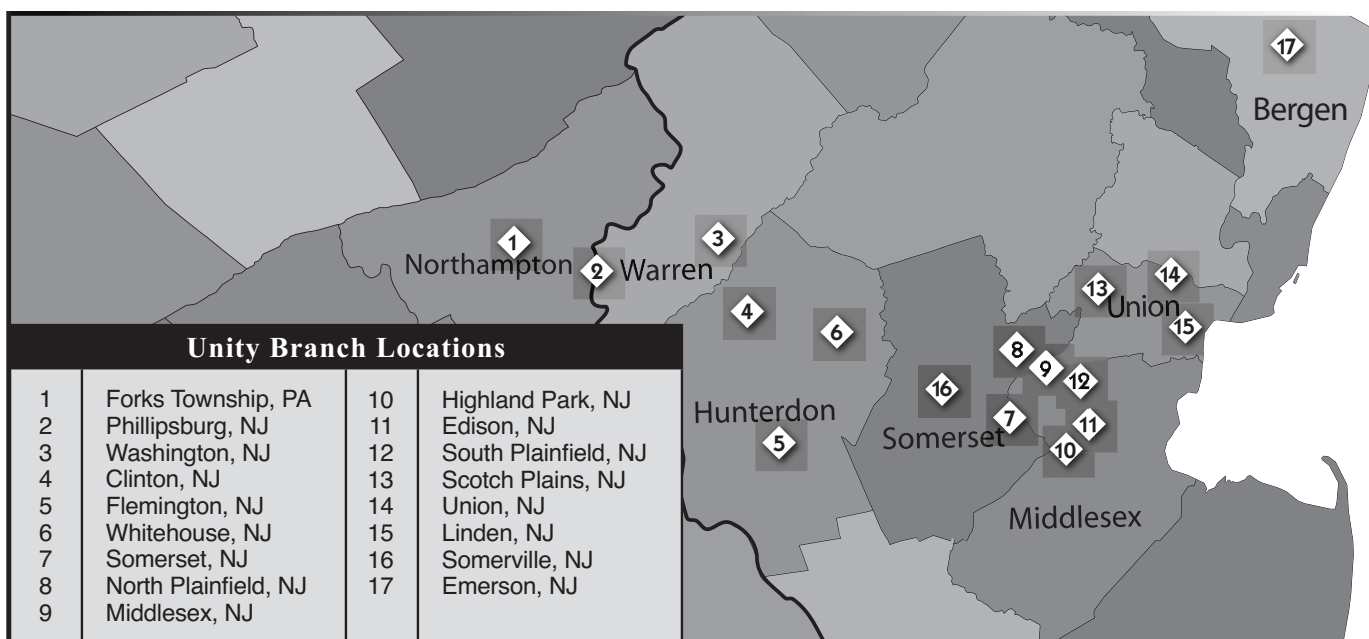 17
Bergen
1
3
Northampton
2
Warren
14
13
Union
4
15
6
8
9
12
16
Hunterdon
7
11
Somerset
5
10
Middlesex
Unity Branch Locations
1 Forks Township, PA 10 Highland Park, NJ
2 Phillipsburg, NJ 11 Edison, NJ
3 Washington, NJ 12 South Plainfield, NJ
4 Clinton, NJ 13 Scotch Plains, NJ
5 Flemington, NJ 14 Union, NJ
6 Whitehouse, NJ 15 Linden, NJ
7 Somerset, NJ 16 Somerville, NJ
8 North Plainfield, NJ 17 Emerson, NJ
9 Middlesex, NJ